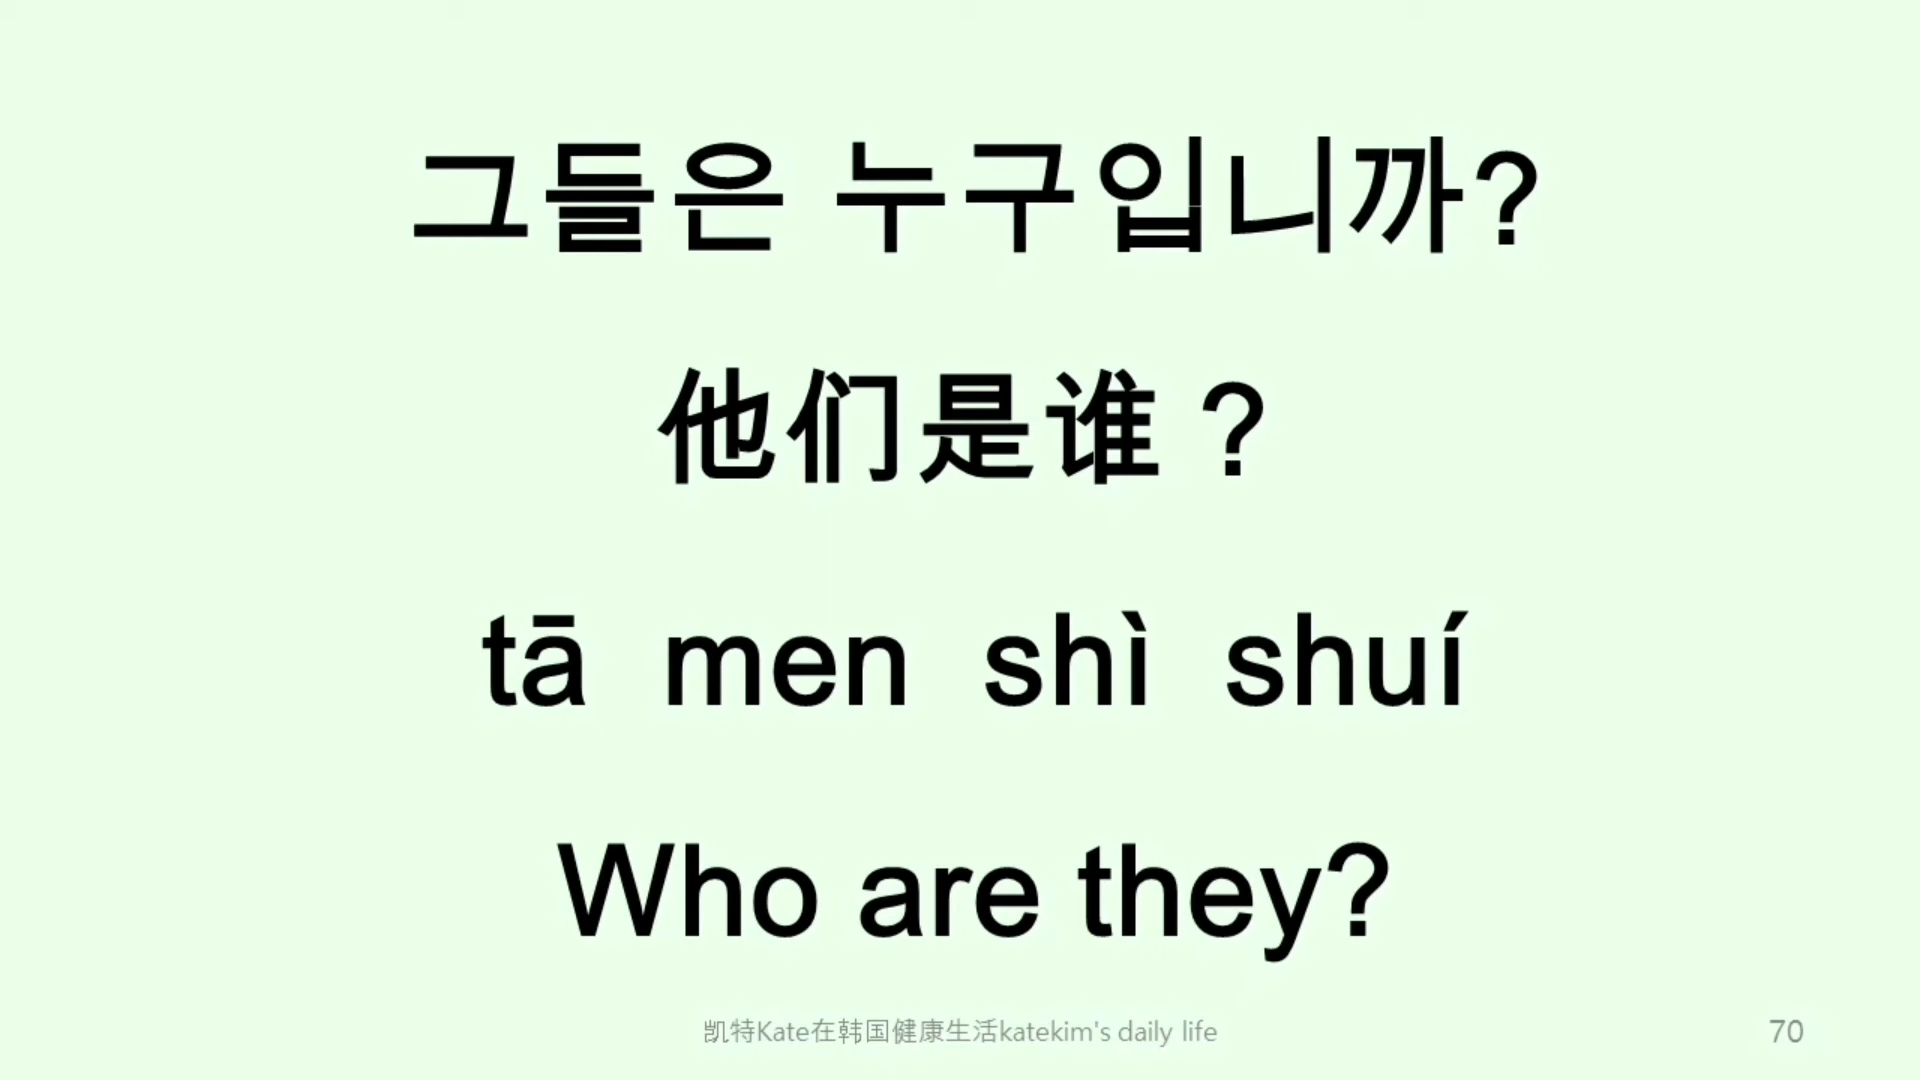 그들은 누구입니까?
他们是谁？
tā men shì shuí
Who are they?
凯特Kate在韩国健康生活katekim's daily life
70